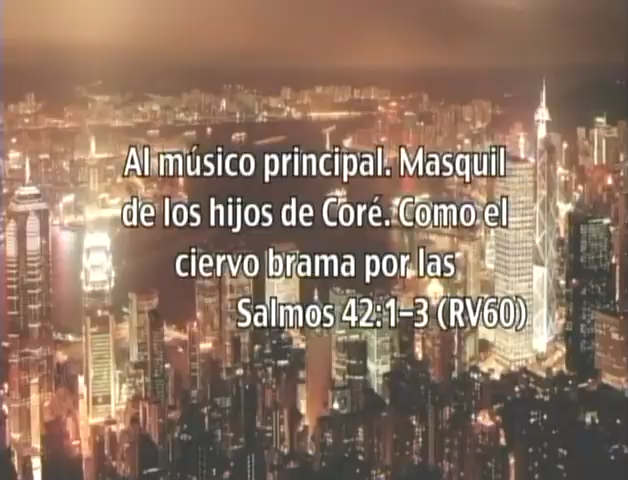 Al músico principal. Masquil
de los hijos de Coré. Como el
ciervo brama por las
Salmos 42:1-3 (RV60)